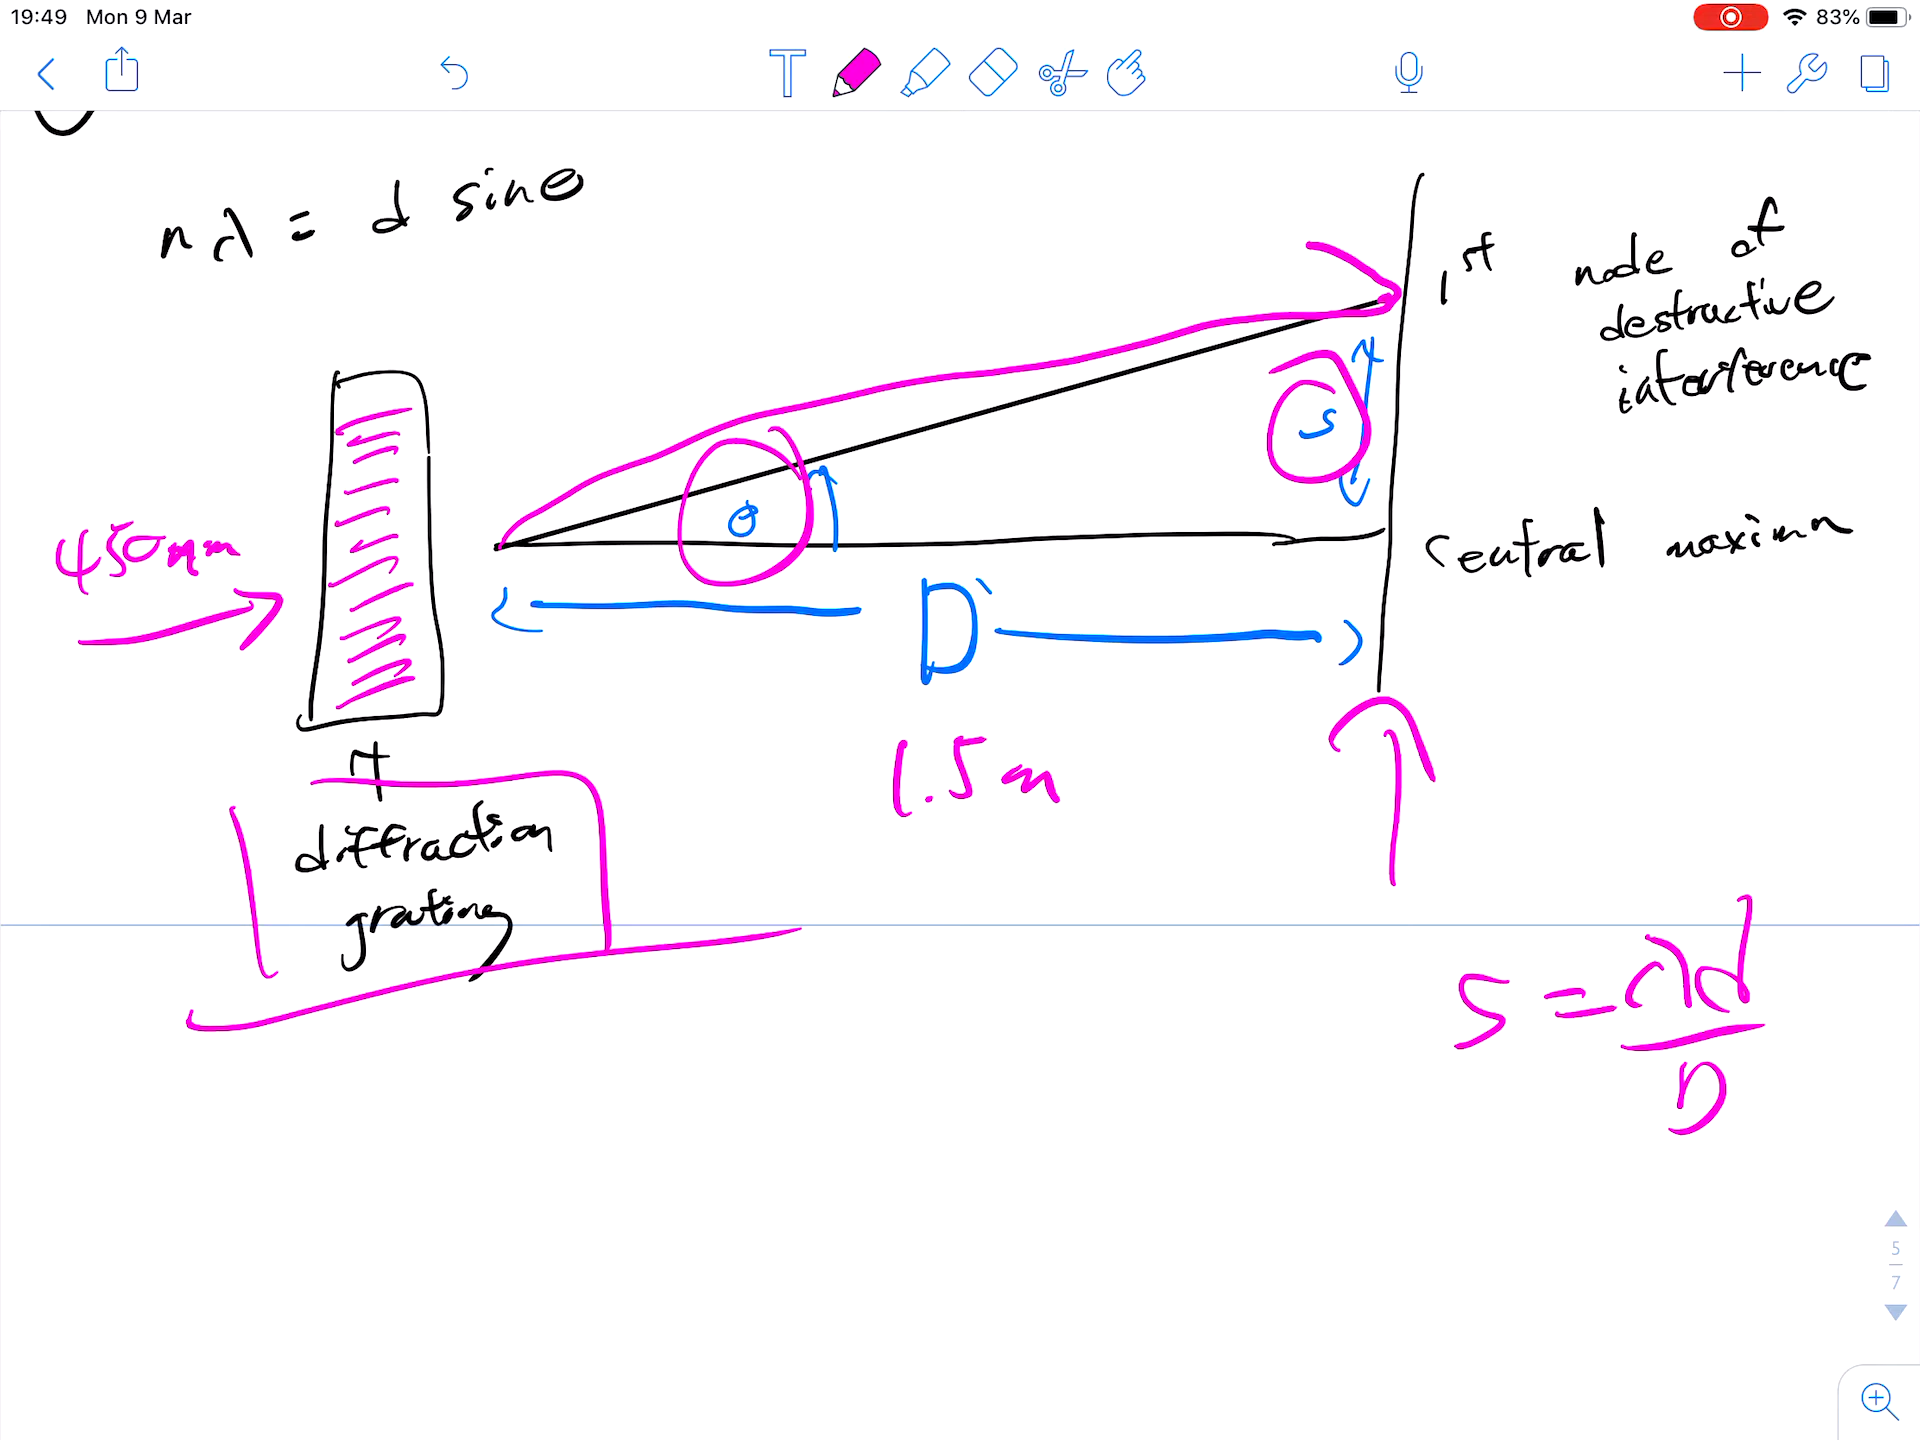 19:49 Mon 9 Mar
83%
T
nλ = d sinθ
1st node of
destructive
interference
S
θ
450nm
central maxima
D
1.5m
diffraction
grating
S = λd
D
5
7